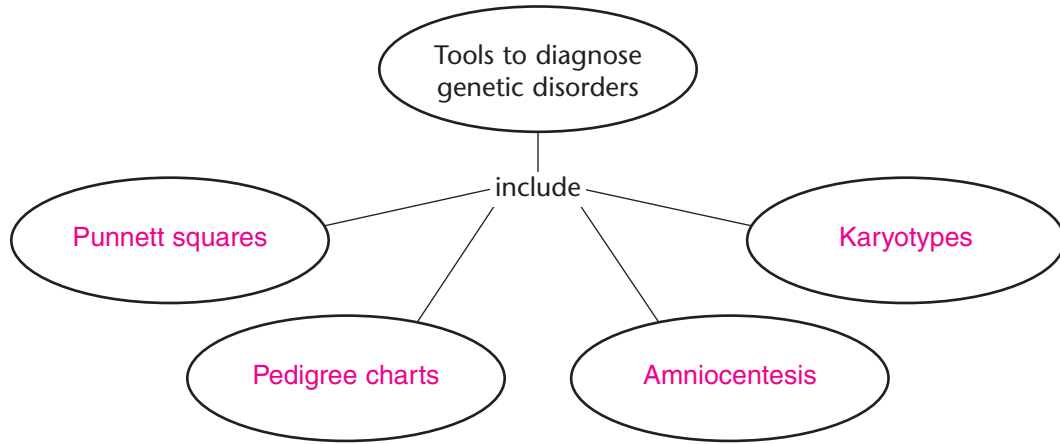 Tools to diagnose
genetic disorders
include
Punnett squares
Karyotypes
Pedigree charts
Amniocentesis